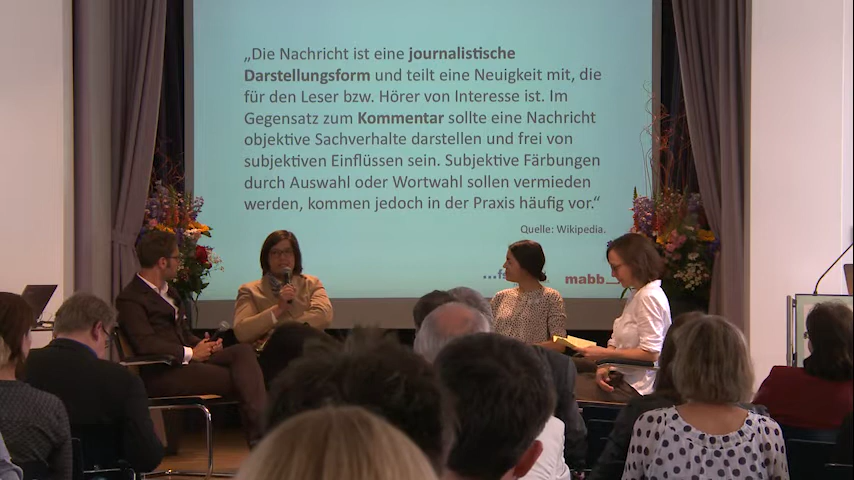 „Die Nachricht ist eine journalistische
Darstellungsform und teilt eine Neuigkeit mit, die
für den Leser bzw. Hörer von Interesse ist. Im
Gegensatz zum Kommentar sollte eine Nachricht
objektive Sachverhalte darstellen und frei von
subjektiven Einflüssen sein. Subjektive Färbungen
durch Auswahl oder Wortwahl sollen vermieden
werden, kommen jedoch in der Praxis häufig vor.“
Quelle: Wikipedia.
mabb